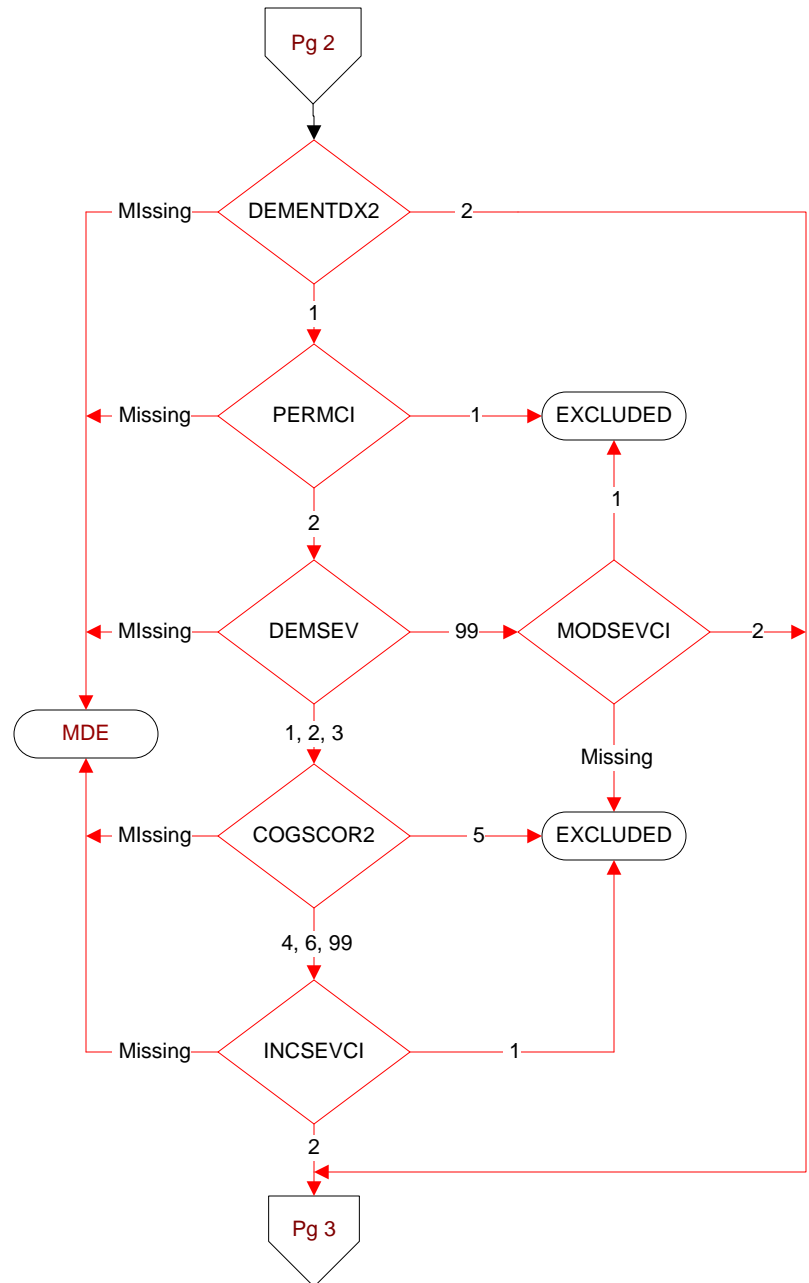 Pg 2
MIssing
DEMENTDX2
2
1
Missing
PERMCI
1
EXCLUDED
2
1
MIssing
DEMSEV
99
MODSEVCI
2
MDE
1, 2, 3
Missing
MIssing
COGSCOR2
5
EXCLUDED
4, 6, 99
Missing
INCSEVCI
1
2
Pg 3